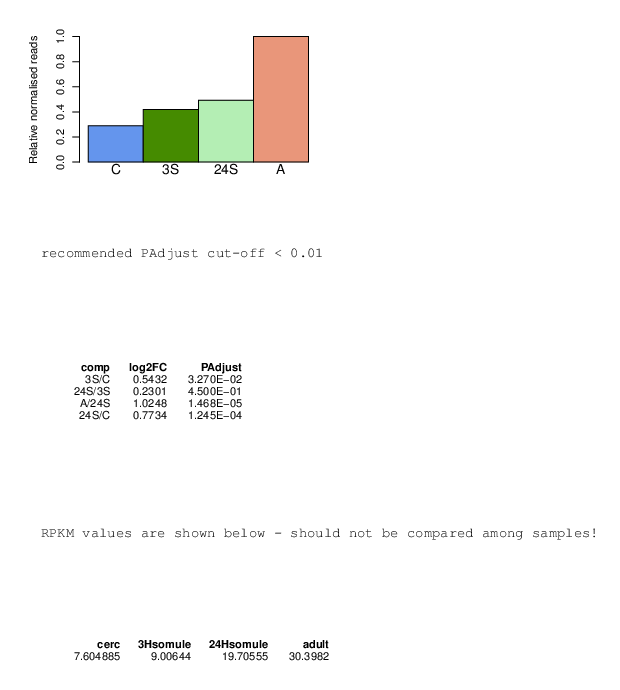 Relative normalised reads
1.0
0.8
0.6
0.4
0.2
0.0
C 3S 24S A
recommended PAdjust cut-off < 0.01
comp log2FC PAdjust
3S/C 0.5432 3.270E−02
24S/3S 0.2301 4.500E−01
A/24S 1.0248 1.468E−05
24S/C 0.7734 1.245E−04
RPKM values are shown below - should not be compared among samples!
cerc 3Hsomule 24Hsomule adult
7.604885 9.00644 19.70555 30.3982